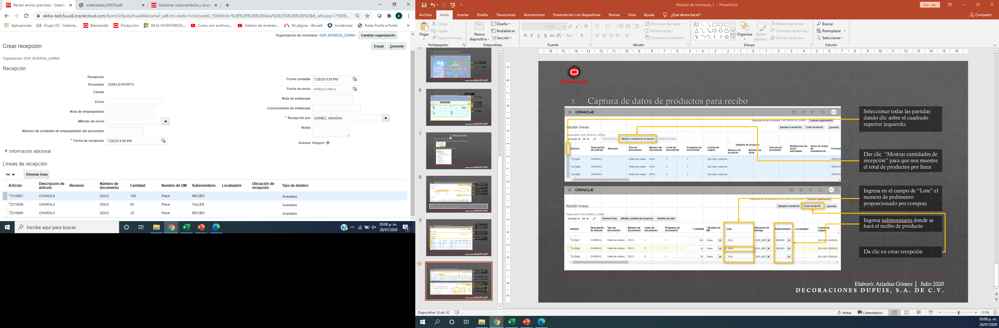 Recibir envíos previstos - Gestión
ordensalida_65629.pdf
Gestionar subinventarios y localiz
ekbw-test.fa.us6.oraclecloud.com/fscmUI/faces/FuseWelcome?_adf.ctrl-state=5n3scwqn0_550&fnd=%3B%3B%3B%3Bfalse%3B256%3B%3B%3B&_afrLoop=75808...
Aplicaciones
GS Grupo GS - Sistema...
Bienvenido
Producción
BAJA INVENTARIOS...
Como unir archivos...
Gestion de inventar...
Mi página - Bluwall
Incidencias
Rutas Punto a Punto
Organización de inventario DUP_BODEGA_LERMA Cambiar organización
Crear recepción
Enviar Cancelar
Organización: DUP_BODEGA_LERMA
Recepción
Recepción
Proveedor GORA EXPORTS
Cliente
Envío
Nota de empaquetado
Método de envío
Número de unidades de empaquetado del proveedor
* Fecha de recepción 7/28/20 9:59 PM
Fecha contable 7/28/20 9:59 PM
Fecha de envío m/d/yy h:mm a
Nota de embarque
Conocimiento de embarque
* Recepción por GOMEZ, ARIADNA
Notas
Anexos Ninguno
Información adicional
Líneas de recepción
Ver Eliminar línea
Artículo Descripción de artículo Revisión Número de documento Cantidad Nombre de UM Subinventario Localizador Ubicación de recepción Tipo de destino
2215657 CHAROLA DDU2 100 Piece RECIBO Inventario
2215658 CHAROLA DDU2 50 Piece TALLER Inventario
2215660 CHAROLA DDU2 20 Piece RECIBO Inventario
Escribe aquí para buscar.
05:00 p. m.
28/07/2020
Modulo de inventario_1 - PowerPoint
Inic. ses.
Archivo Inicio Insertar Diseño Transiciones Animaciones Presentación con diapositivas Revisar Vista Ayuda ¿Qué desea hacer? Compartir
Pegar
Cortar
Copiar
Copiar formato
Portapapeles
Nueva diapositiva
Diseño
Restablecer
Sección
Diapositivas
12
Fuente
Dirección del texto
Alinear texto
Convertir a SmartArt
Párrafo
Organizar
Estilos rápidos
Relleno de forma
Contorno de forma
Efectos de forma
Dibujo
Buscar
Reemplazar
Seleccionar
Edición
6
7
1. Recepciones
8
9
10
ORACLE
5. Captura de datos de productos para recibo
ORACLE
AG
Organización de inventario DUP_BODEGA_LERMA Cambiar organización
Recibir líneas
Agregar a recepción Crear recepción Cancelar
Organización: DUP_BODEGA_LERMA
Acciones Ver Eliminar línea Mostrar cantidad de recepción Detalles de vista
Artículo Descripción de artículo Revisión Tipo de documento Número de documento Línea de documento Programa de documento Cuenta de cargos Detalles de proyecto Número de proyecto Número de tarea Artículo de proveedor Notificación de envío anticipada Envío de orden de transferencia Proveed
2215657 CHAROLA Orden de compra DDU2 1 1 303-1501-13035-00 GORA EX
2215658 CHAROLA Orden de compra DDU2 2 1 303-1501-13035-00 GORA EX
2215660 CHAROLA Orden de compra DDU2 4 1 303-1501-13035-00 GORA EX
Seleccionar todas las partidas
dando clic sobre el cuadrado
superior izquierdo.
Dar clic “Mostrar cantidades de
recepción” para que nos muestre
el total de productos por línea
ORACLE
AG
Organización de inventario DUP_BODEGA_LERMA Cambiar organización
Recibir líneas
Agregar a recepción Crear recepción Cancelar
Organización: DUP_BODEGA_LERMA
Acciones Ver Eliminar línea Mostrar cantidad de recepción Detalles de vista
Artículo Descripción de artículo Tipo de documento Número de documento Línea de documento Programa de documento * Cantidad * Nombre de UM Lote Ubicación de entrega Subinventario Localizador Cuenta de cargos
2215657 CHAROLA Orden de compra DDU2 1 1 100 Piece 1234 DUP_BOD RECIBO 303-1501-13035-00
2215658 CHAROLA Orden de compra DDU2 2 1 50 Piece 1234 DUP_BOD RECIBO 303-1501-13035-00
2215660 CHAROLA Orden de compra DDU2 4 1 20 Piece 1234 DUP_BOD 303-1501-13035-00
Ingresa en el campo de “Lote” el
numero de pedimento
proporcionado por compras
Ingresa subinventario donde se
hará el recibo de producto
Da clic en crear recepción
Elaboró: Ariadna Gómez | Julio 2020
DECORACIONES DUPUIS, S.A. DE C.V.
Diapositiva 10 de 10
Notas Comentarios 111%
05:00 p. m.
28/07/2020